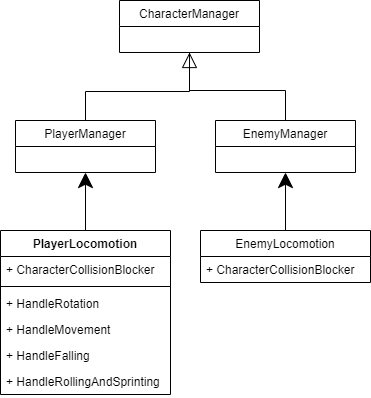 CharacterManager
PlayerManager
EnemyManager
PlayerLocomotion
+ CharacterCollisionBlocker
+ HandleRotation
+ HandleMovement
+ HandleFalling
+ HandleRollingAndSprinting
EnemyLocomotion
+ CharacterCollisionBlocker